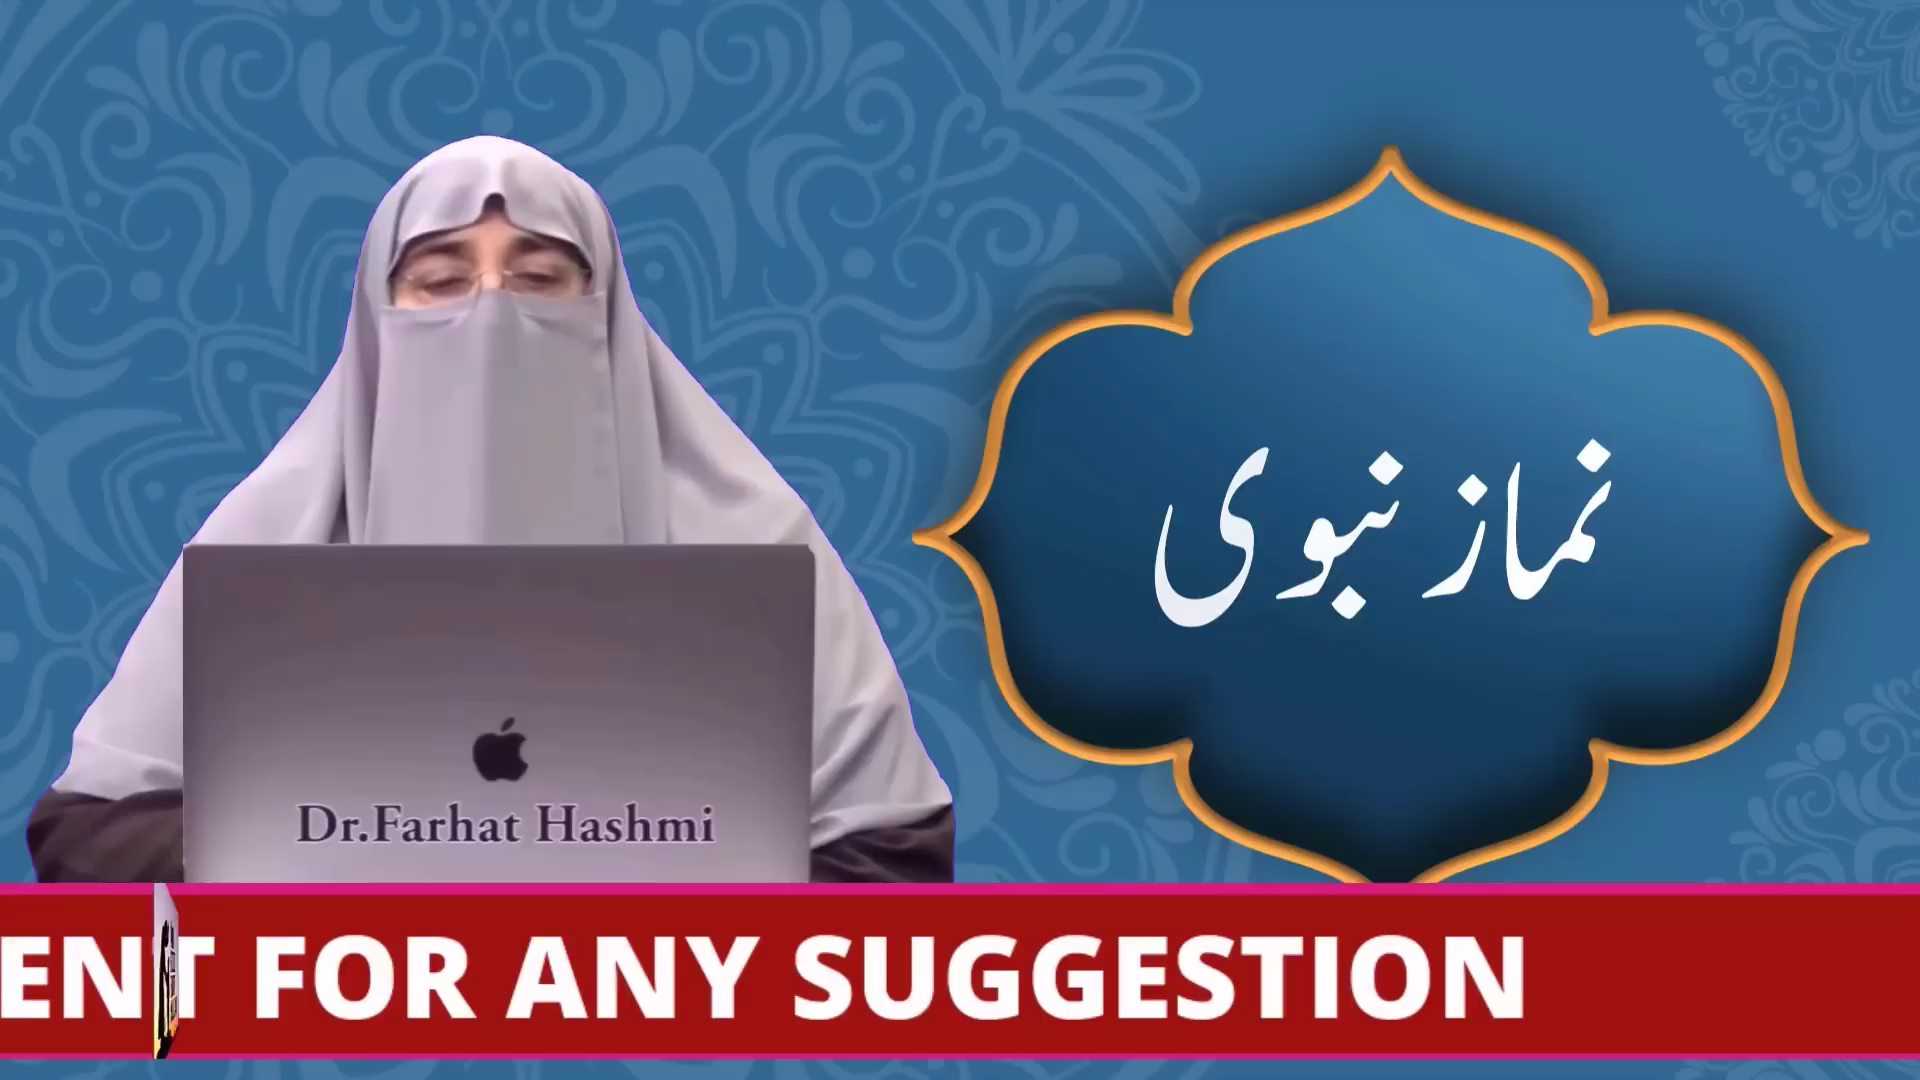 نماز نبوی
Dr.Farhat Hashmi
ENT FOR ANY SUGGESTION